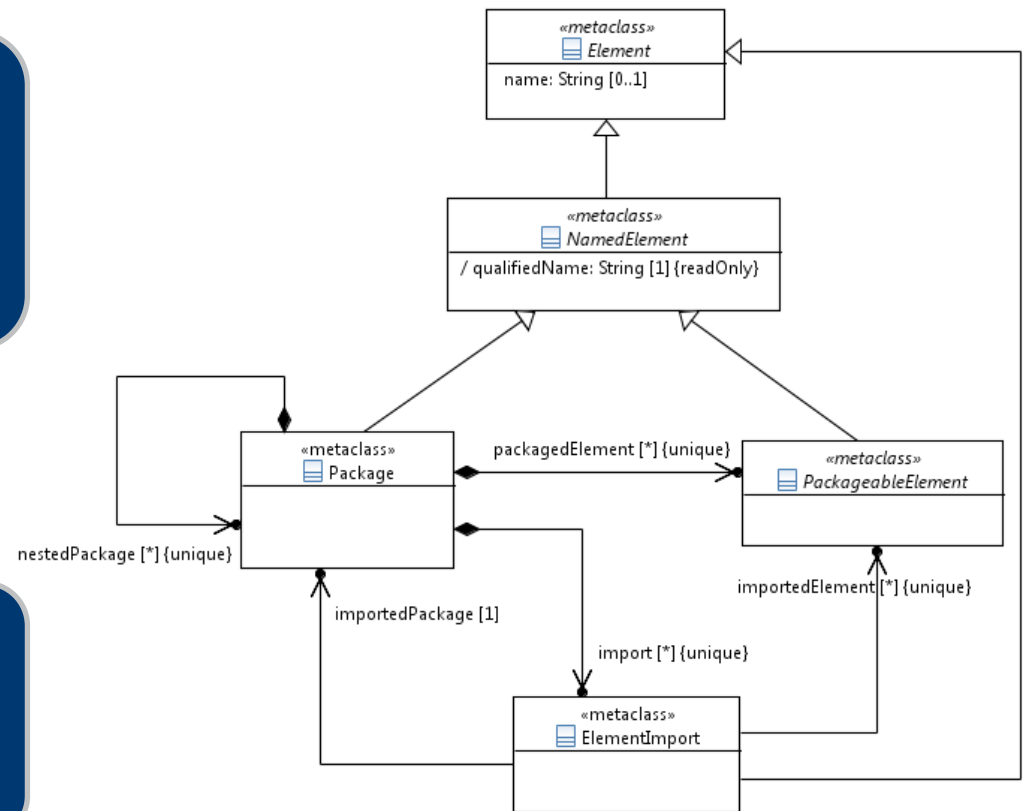 «metaclass»
Element
name: String [0..1]
«metaclass»
NamedElement
/ qualifiedName: String [1] {readOnly}
«metaclass»
Package
packagedElement [*] {unique}
«metaclass»
PackageableElement
nestedPackage [*] {unique}
importedPackage [1]
importedElement [*] {unique}
import [*] {unique}
«metaclass»
ElementImport